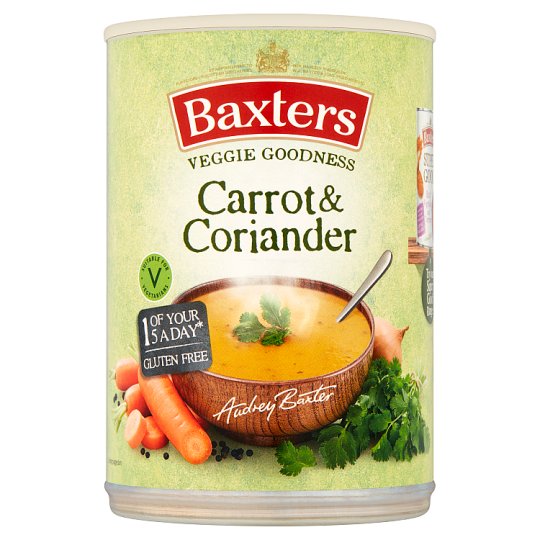 Baxters
VEGGIE GOODNESS
Carrot &
Coriander
SUITABLE FOR
V
VEGETARIANS
1 OF YOUR
5 A DAY*
GLUTEN FREE
Audrey Baxter